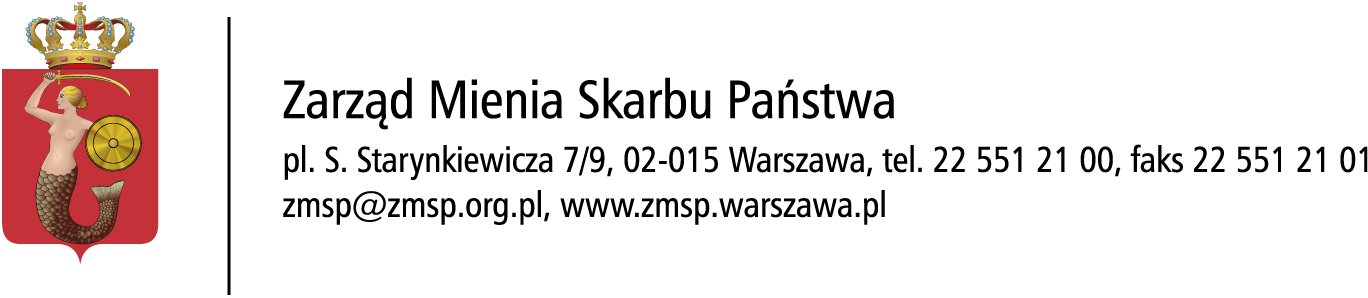 Zarząd Mienia Skarbu Państwa
pl. S. Starynkiewicza 7/9, 02-015 Warszawa, tel. 22 551 21 00, faks 22 551 21 01
zmsp@zmsp.org.pl, www.zmsp.warszawa.pl